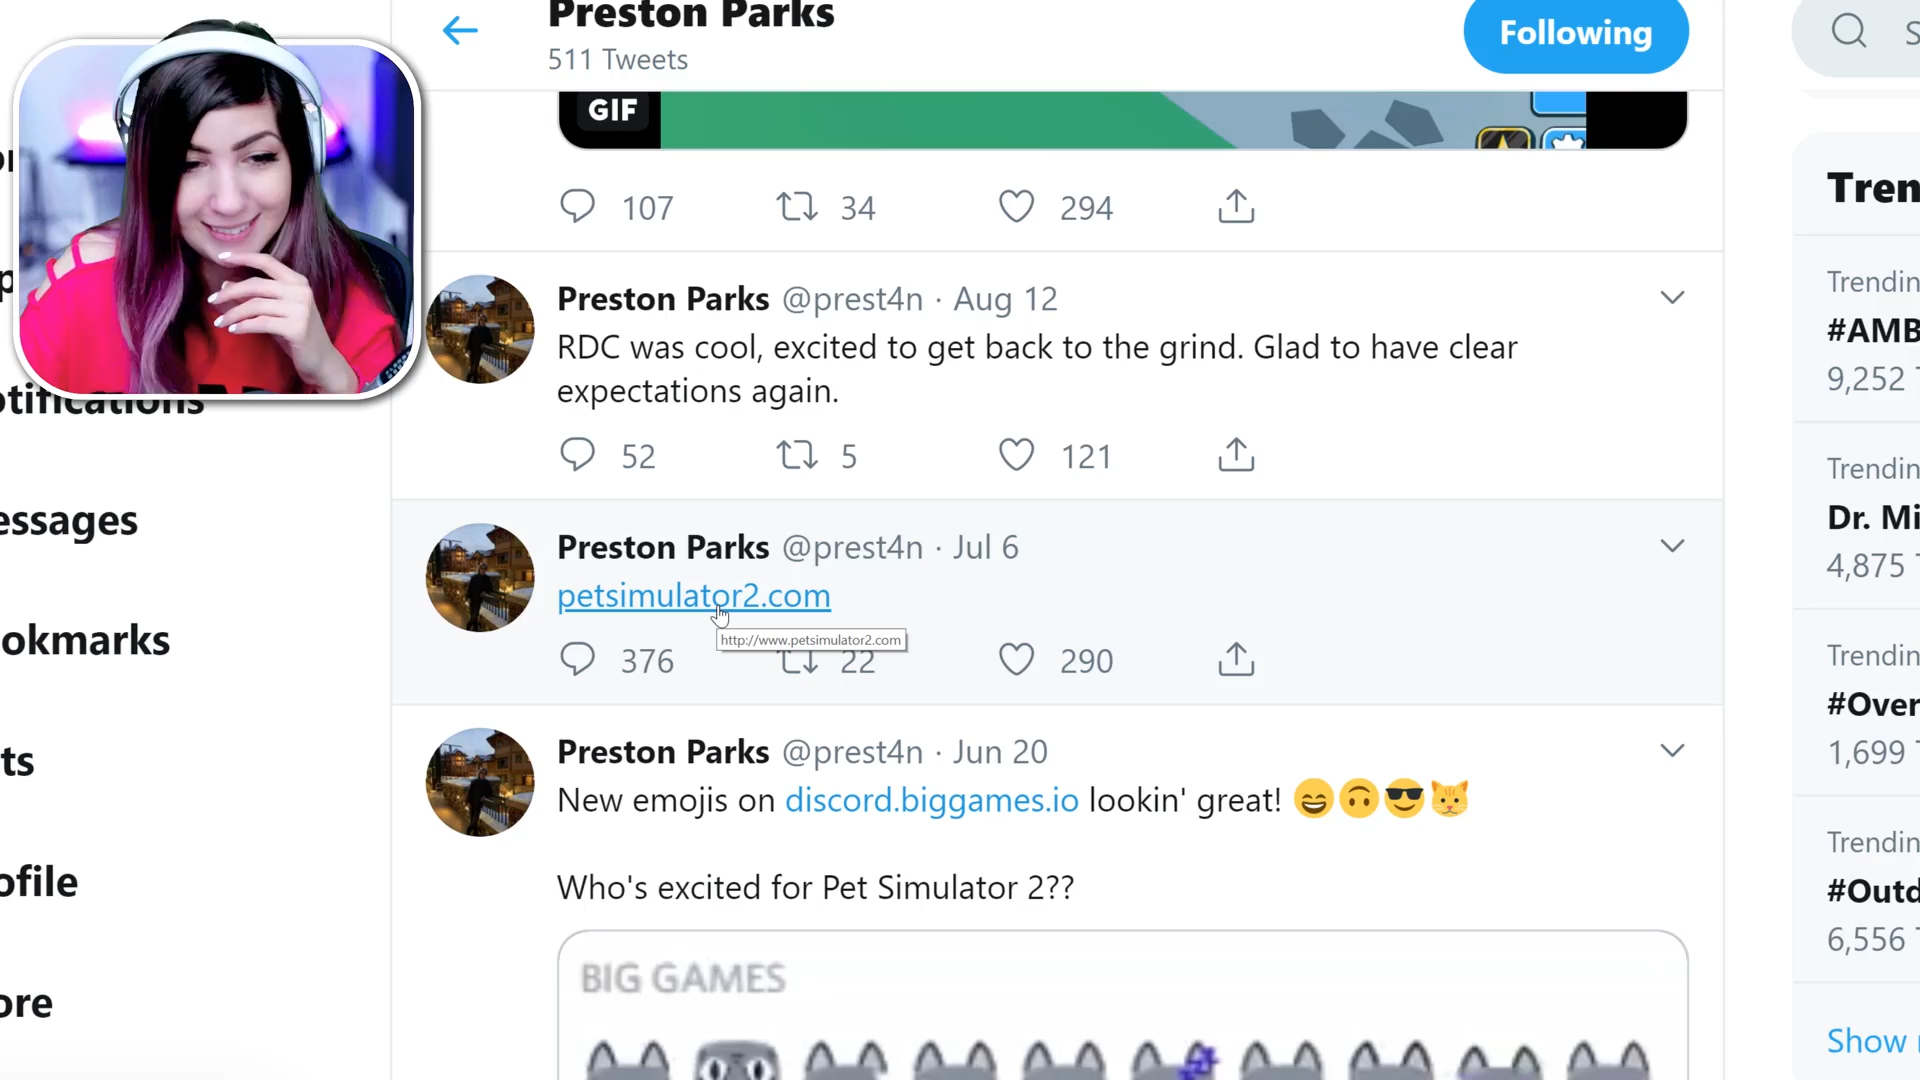 Preston Parks
511 Tweets
Following
GIF
107 34 294
Preston Parks @prest4n · Aug 12
RDC was cool, excited to get back to the grind. Glad to have clear
expectations again.
52 5 121
Preston Parks @prest4n · Jul 6
petsimulator2.com
http://www.petsimulator2.com
376 22 290
Preston Parks @prest4n · Jun 20
New emojis on discord.biggames.io lookin' great! 😄🙃😎😼
Who's excited for Pet Simulator 2??
BIG GAMES
otifications
essages
ookmarks
ts
ofile
ore
Tren
Trendin
#AMB
9,252 T
Trendin
Dr. Mi
4,875 T
Trendin
#Over
1,699 T
Trendin
#Outd
6,556 T
Show